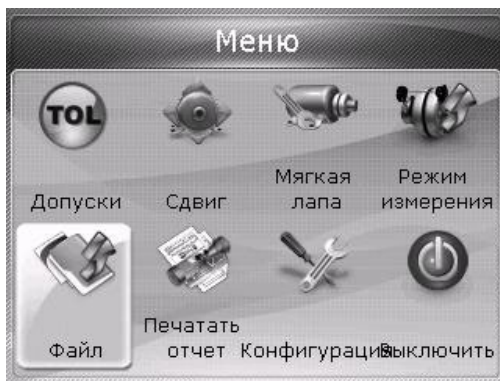 Меню
TOL
Допуски
Сдвиг
Мягкая
лапа
Режим
измерения
Файл
Печатать
отчет
Конфигурация
Выключить